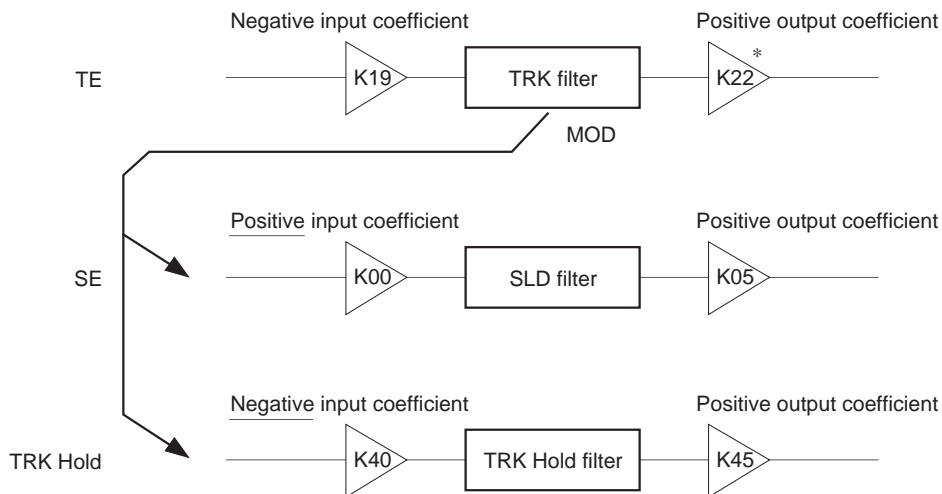 Negative input coefficient
Positive output coefficient
TE
K19
TRK filter
K22
*
MOD
Positive input coefficient
Positive output coefficient
SE
K00
SLD filter
K05
Negative input coefficient
Positive output coefficient
TRK Hold
K40
TRK Hold filter
K45